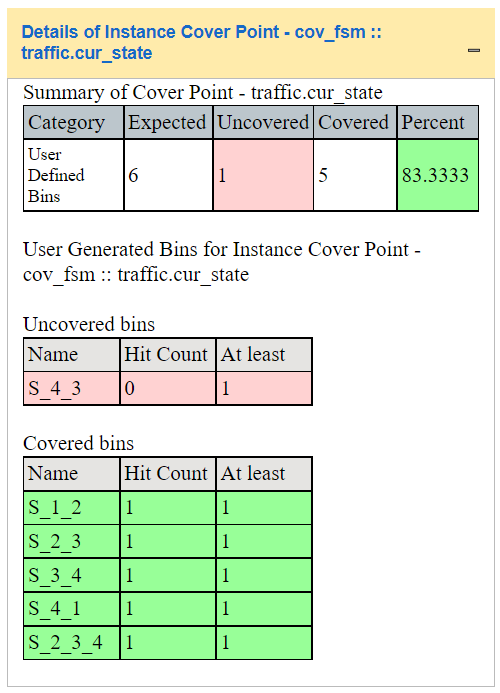 Details of Instance Cover Point - cov_fsm ::
traffic.cur_state
Summary of Cover Point - traffic.cur_state
Category Expected Uncovered Covered Percent
User
Defined
Bins
6 1 5 83.3333
User Generated Bins for Instance Cover Point -
cov_fsm :: traffic.cur_state
Uncovered bins
Name Hit Count At least
S_4_3 0 1
Covered bins
Name Hit Count At least
S_1_2 1 1
S_2_3 1 1
S_3_4 1 1
S_4_1 1 1
S_2_3_4 1 1